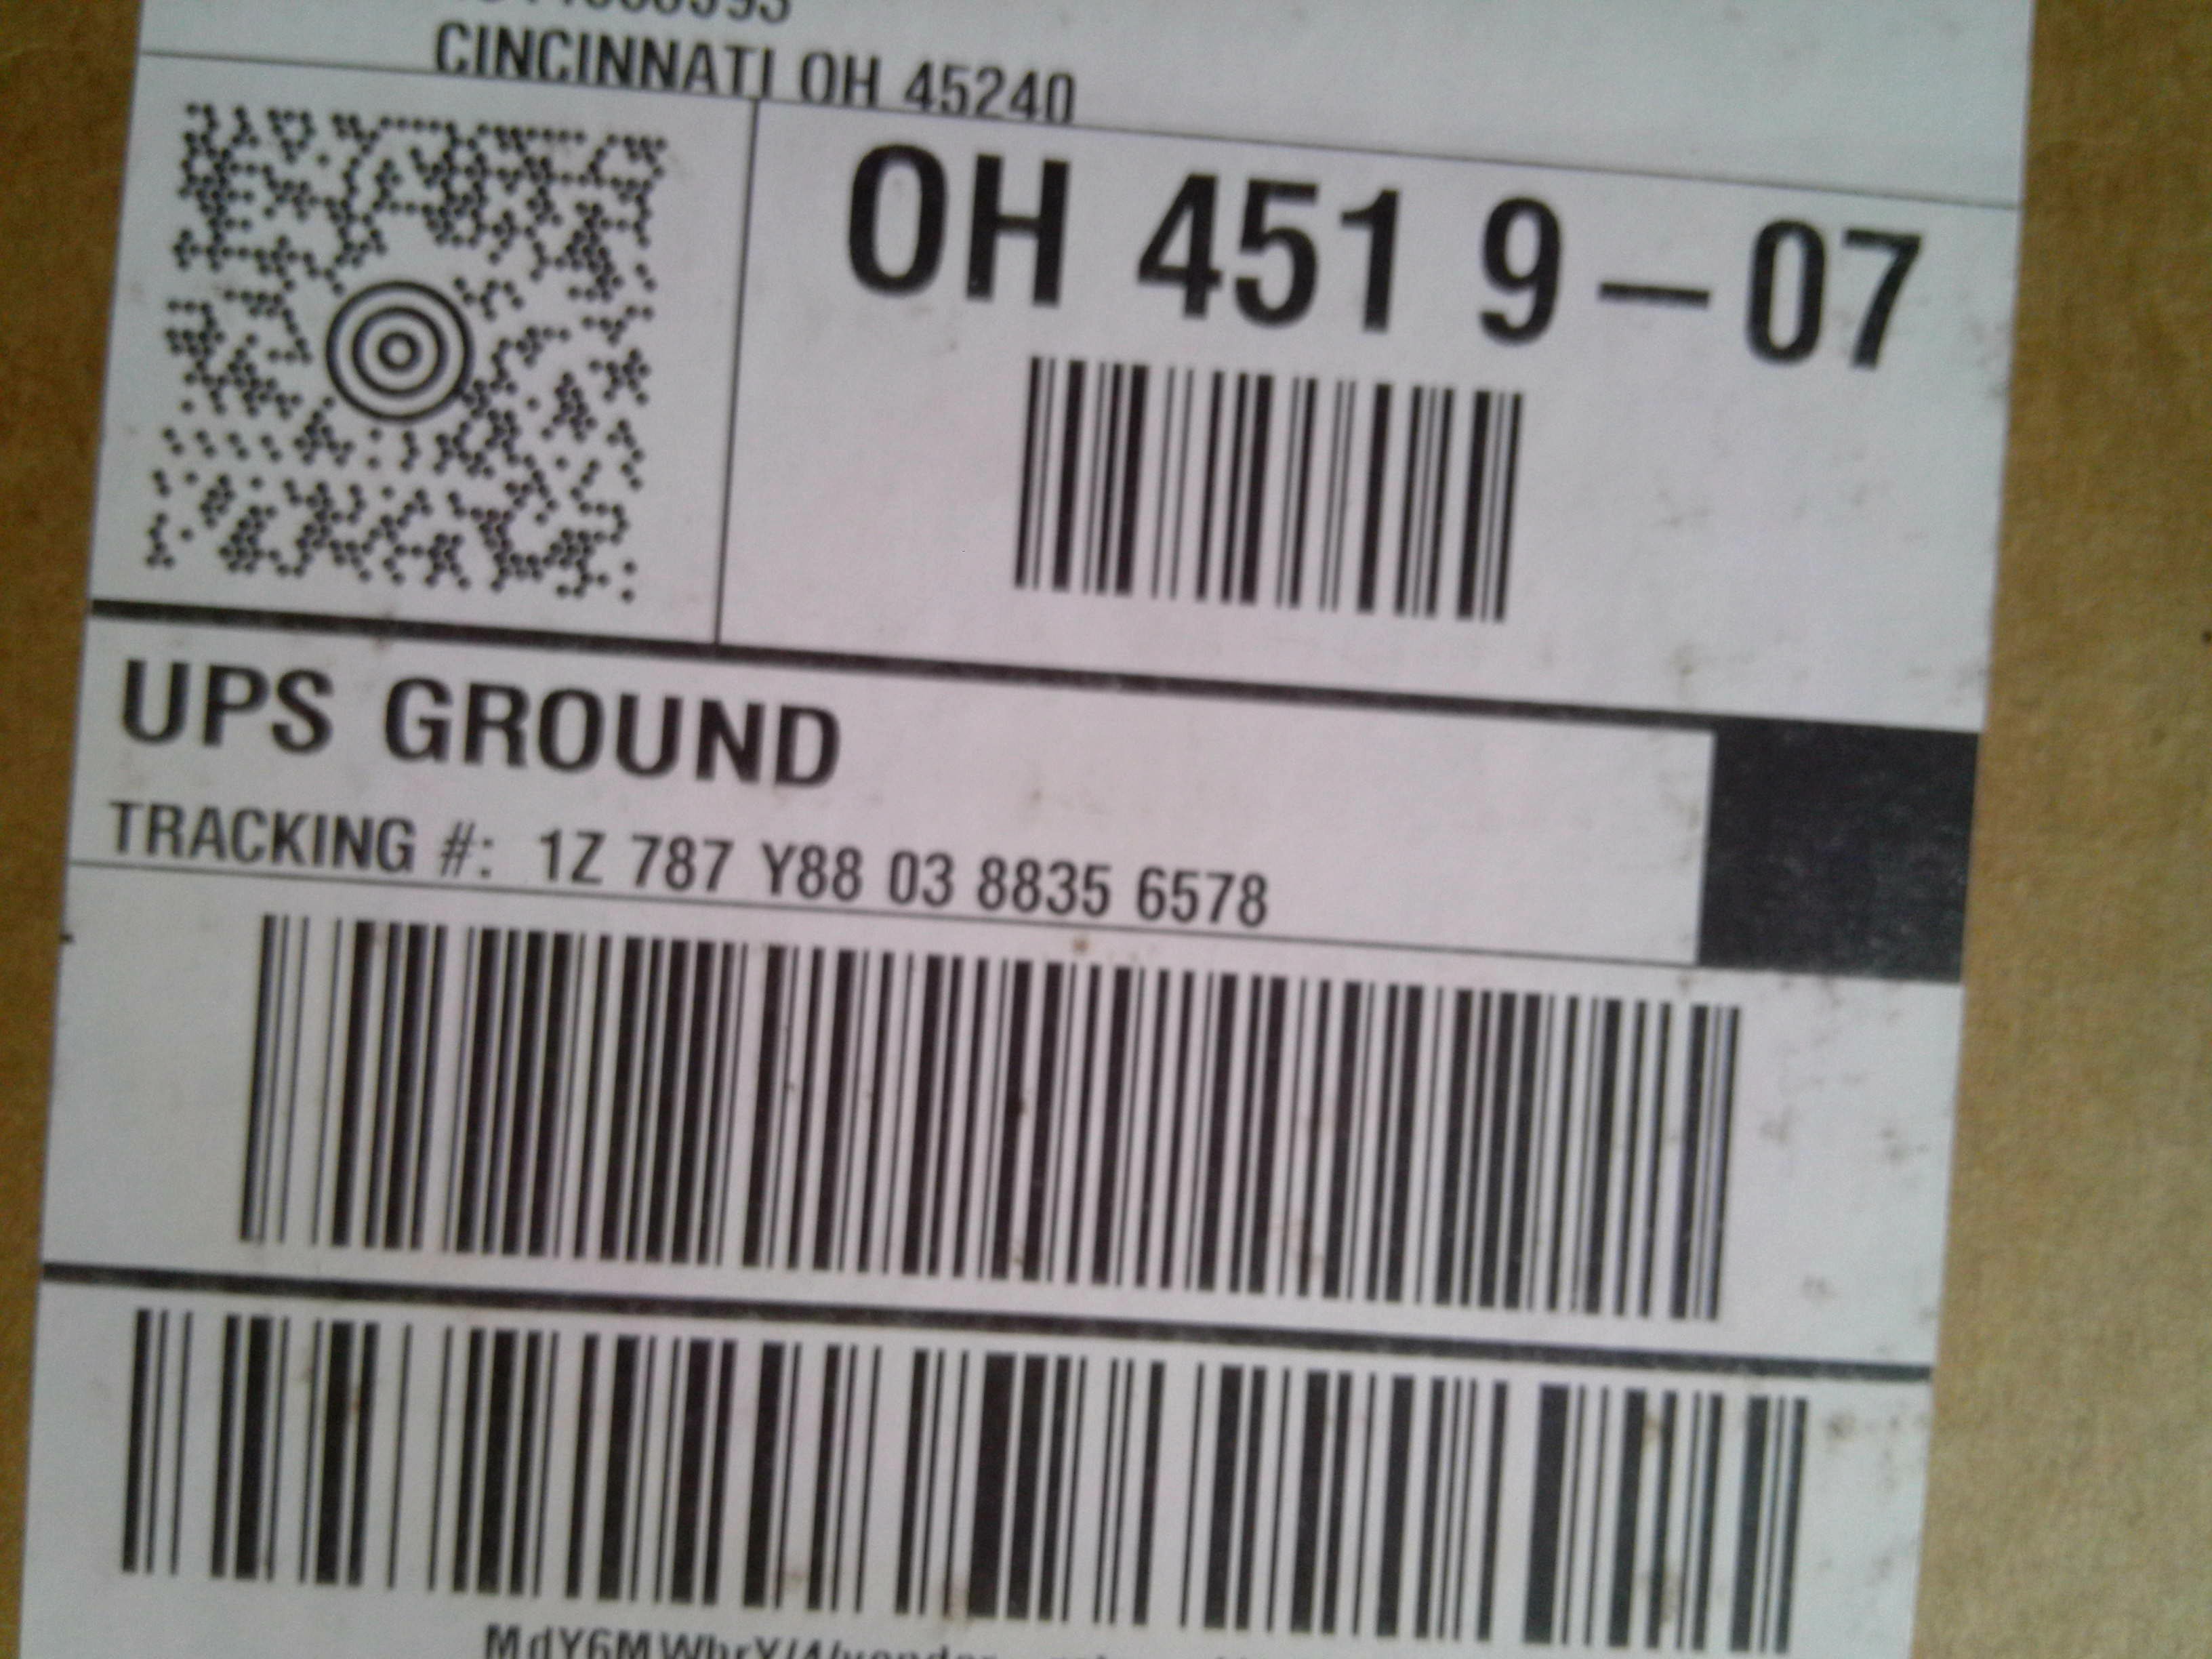 CINCINNATI OH 45240
OH 451 9-07
UPS GROUND
TRACKING #: 1Z 787 Y88 03 8835 6578